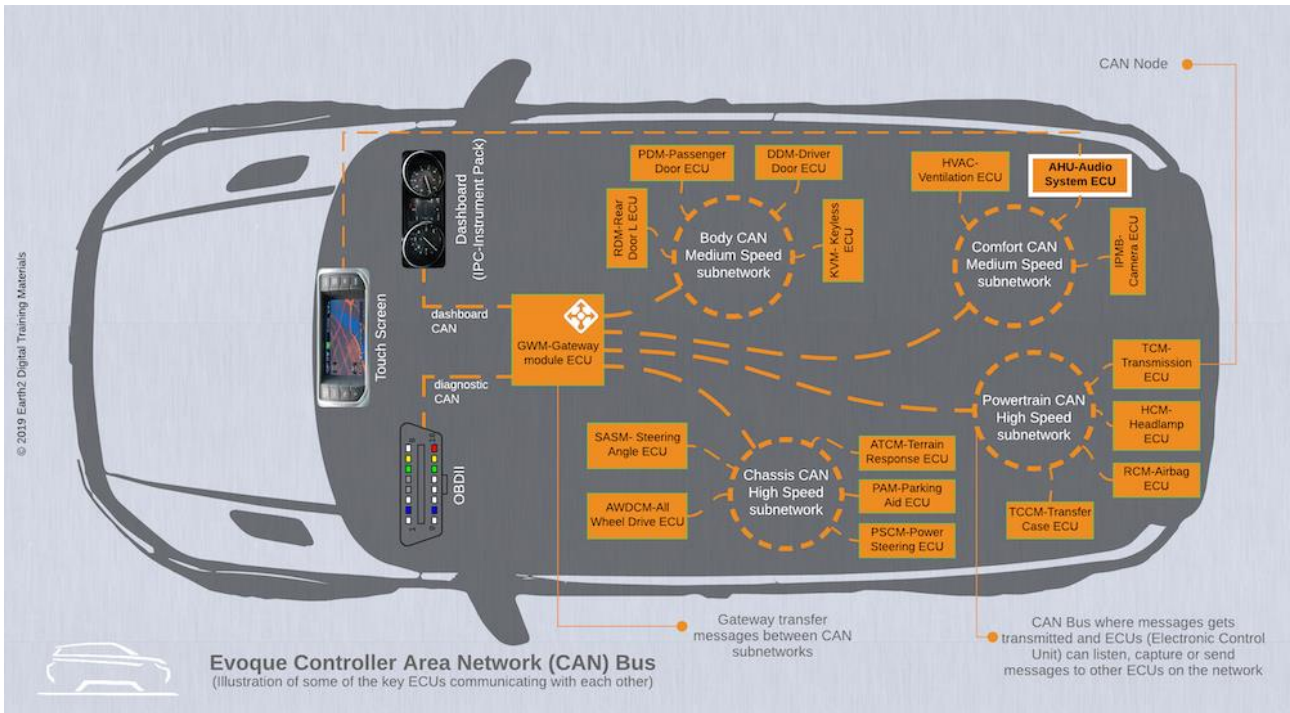 CAN Node
PDM-Passenger
Door ECU
DDM-Driver
Door ECU
HVAC-
Ventilation ECU
AHU-Audio
System ECU
Dashboard
(IPC-Instrument Pack)
RDM-Rear
Door L ECU
Body CAN
Medium Speed
subnetwork
KVM- Keyless
ECU
Comfort CAN
Medium Speed
subnetwork
IPMB-
Camera ECU
© 2019 Earth2 Digital Training Materials
Touch Screen
dashboard
CAN
GWM-Gateway
module ECU
diagnostic
CAN
TCM-
Transmission
ECU
Powertrain CAN
High Speed
subnetwork
HCM-
Headlamp
ECU
RCM-Airbag
ECU
TCCM-Transfer
Case ECU
OBDII
8
16
1
9
SASM- Steering
Angle ECU
ATCM-Terrain
Response ECU
Chassis CAN
High Speed
subnetwork
PAM-Parking
Aid ECU
AWDCM-All
Wheel Drive ECU
PSCM-Power
Steering ECU
Gateway transfer
messages between CAN
subnetworks
CAN Bus where messages gets
transmitted and ECUs (Electronic Control
Unit) can listen, capture or send
messages to other ECUs on the network
Evoque Controller Area Network (CAN) Bus
(Illustration of some of the key ECUs communicating with each other)